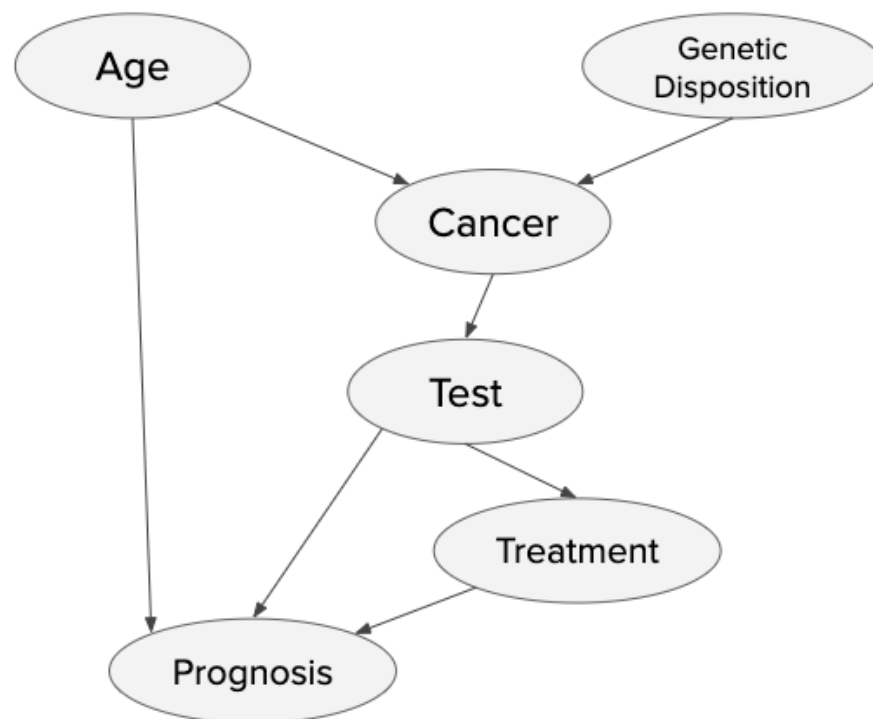 Age
Genetic
Disposition
Cancer
Test
Treatment
Prognosis